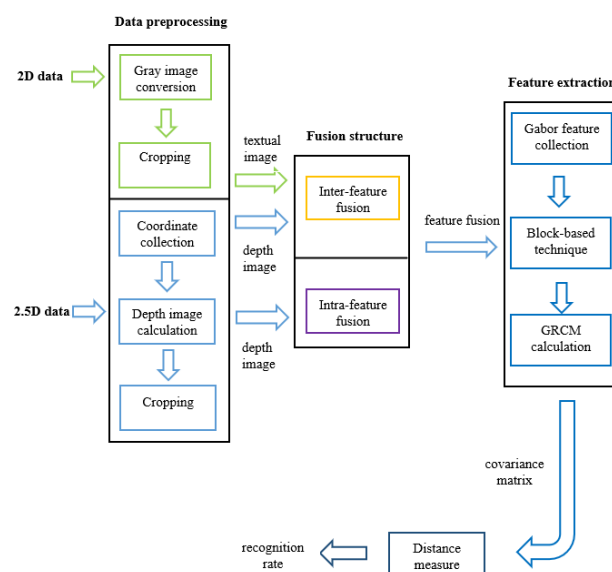 Data preprocessing
2D data
Gray image
conversion
Cropping
textual
image
Coordinate
collection
depth
image
2.5D data
Depth image
calculation
depth
image
Cropping
Fusion structure
Inter-feature
fusion
Intra-feature
fusion
feature fusion
Feature extraction
Gabor feature
collection
Block-based
technique
GRCM
calculation
covariance
matrix
Distance
measure
recognition
rate